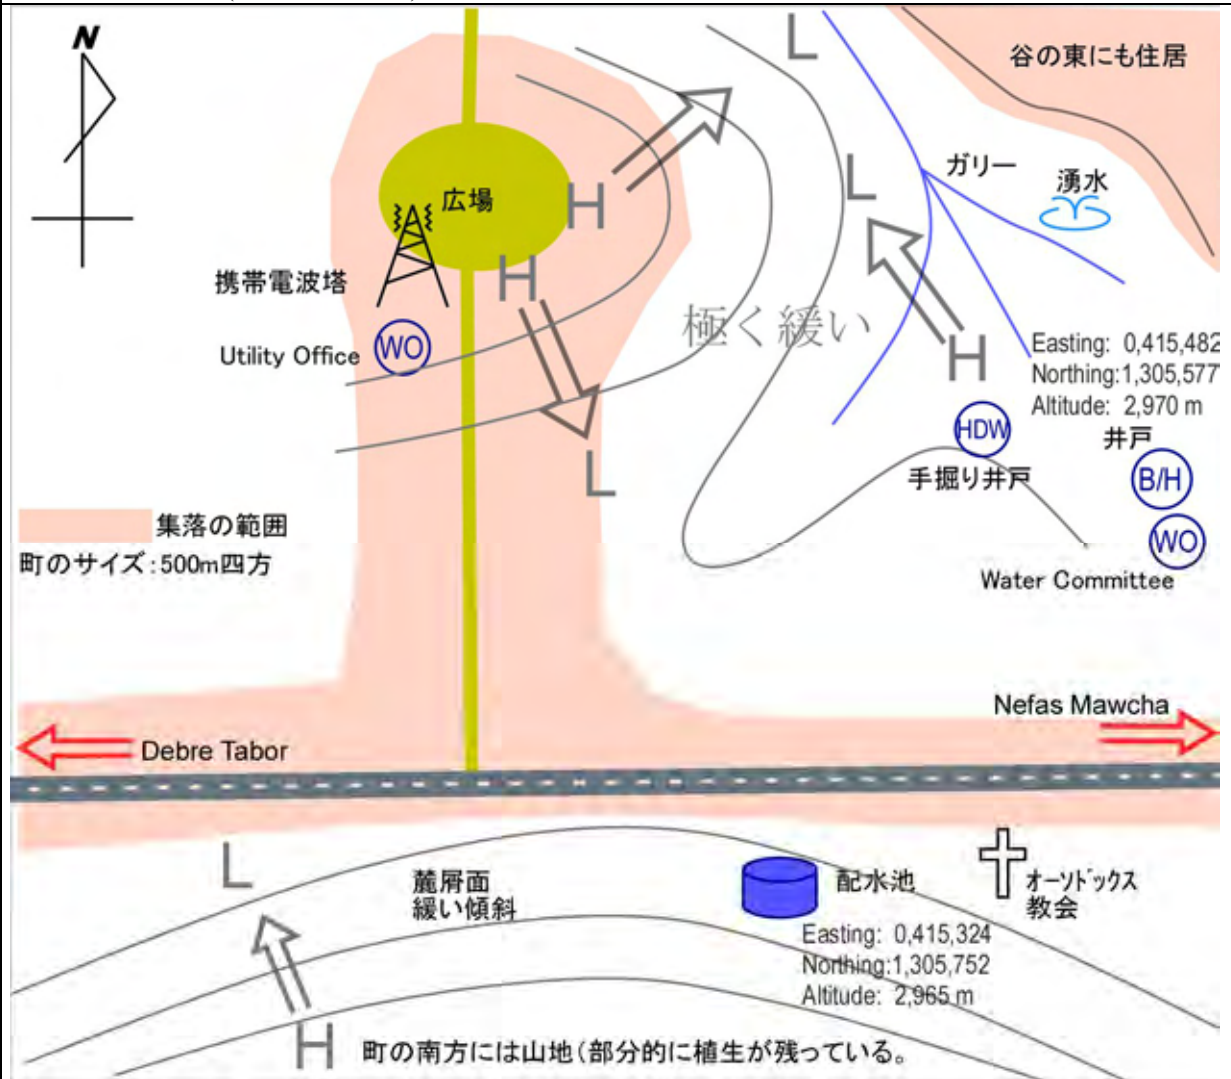 N
L
谷の東にも住居
L
ガリー
湧水
広場
H
H
携帯電波塔
極く緩い
Utility Office
WO
H
Easting: 0,415,482
Northing:1,305,577
Altitude: 2,970 m
HDW
手掘り井戸
井戸
B/H
L
WO
Water Committee
集落の範囲
町のサイズ:500m四方
Nefas Mawcha
Debre Tabor
L
麓屑面
緩い傾斜
配水池
オーソドックス
教会
Easting: 0,415,324
Northing:1,305,752
Altitude: 2,965 m
H
町の南方には山地(部分的に植生が残っている。